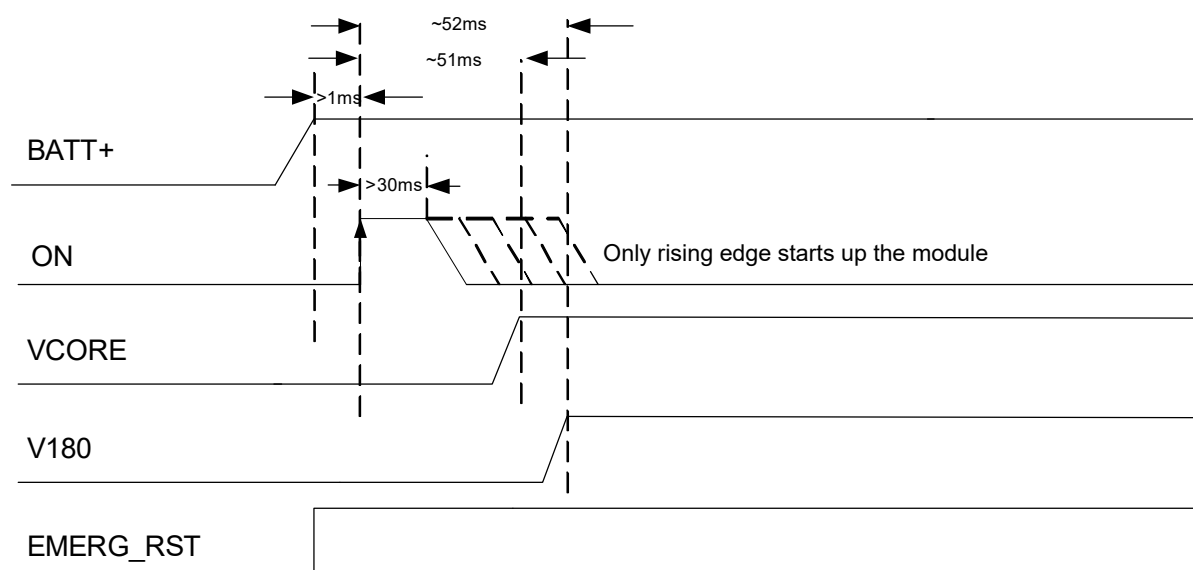 ~52ms
~51ms
>1ms
BATT+
>30ms
ON
Only rising edge starts up the module
VCORE
V180
EMERG_RST